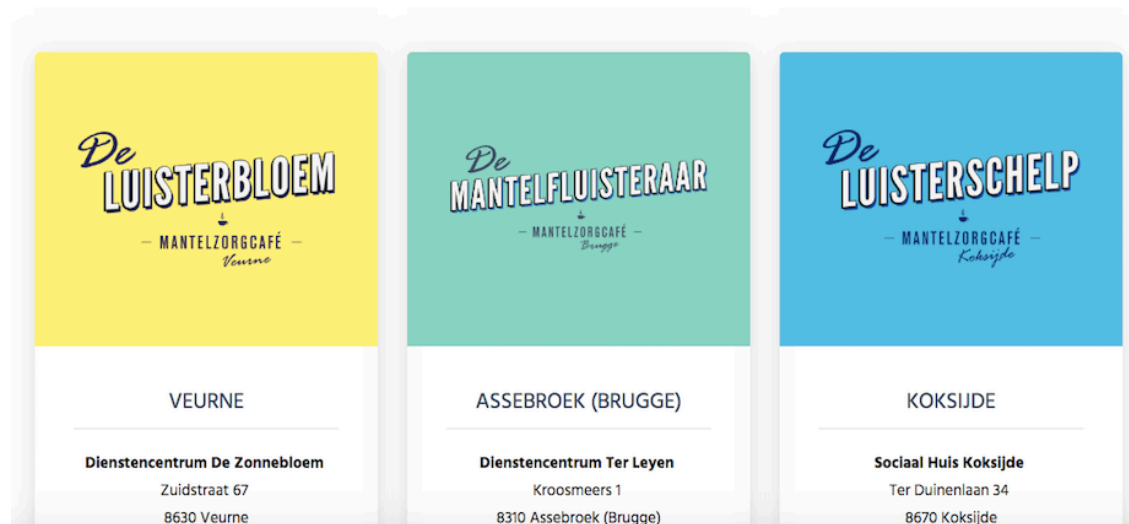 De
LUISTERBLOEM
– MANTELZORGCAFÉ –
Veurne
VEURNE
Dienstencentrum De Zonnebloem
Zuidstraat 67
8630 Veurne
De
MANTELFLUISTERAAR
– MANTELZORGCAFÉ –
Brugge
ASSEBROEK (BRUGGE)
Dienstencentrum Ter Leyen
Kroosmeers 1
8310 Assebroek (Brugge)
De
LUISTERSCHELP
– MANTELZORGCAFÉ –
Koksijde
KOKSIJDE
Sociaal Huis Koksijde
Ter Duinenlaan 34
8670 Koksijde